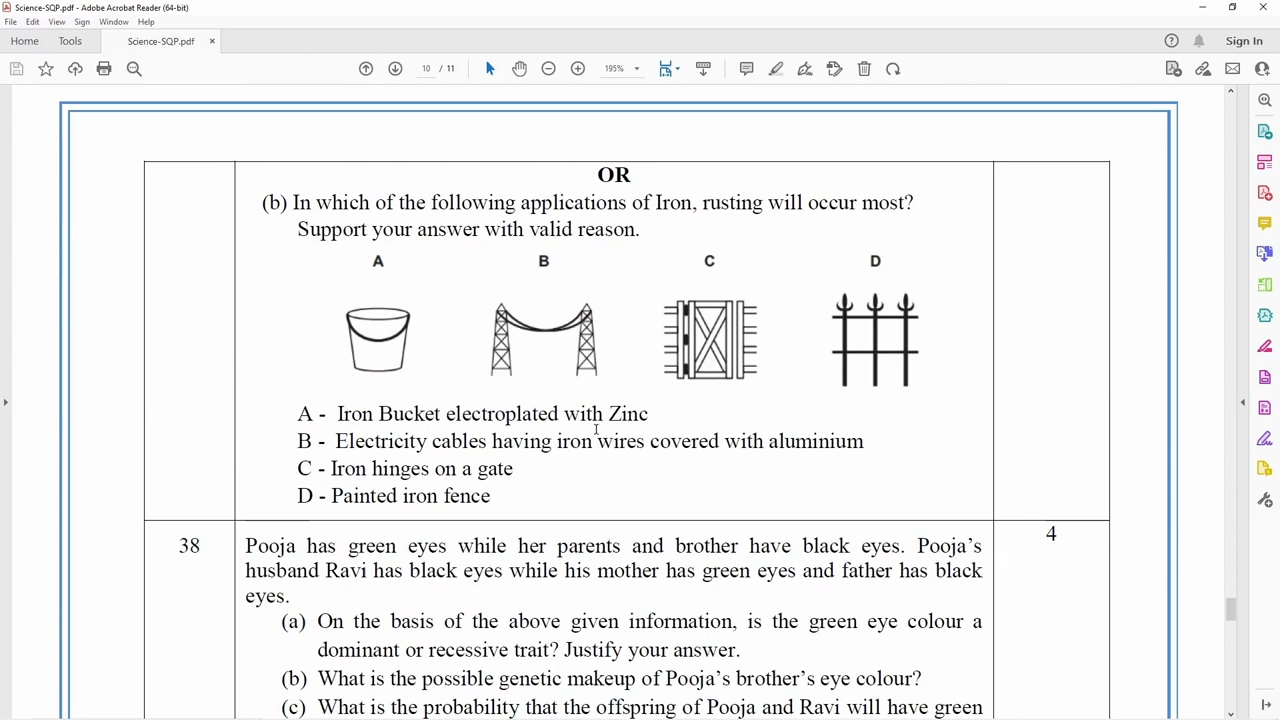 Science-SQP.pdf - Adobe Acrobat Reader (64-bit)
File Edit View Sign Window Help
Home Tools Science-SQP.pdf × Sign In
10 / 11 195%
OR
(b) In which of the following applications of Iron, rusting will occur most?
Support your answer with valid reason.
A B C D
A - Iron Bucket electroplated with Zinc
B - Electricity cables having iron wires covered with aluminium
C - Iron hinges on a gate
D - Painted iron fence
38 Pooja has green eyes while her parents and brother have black eyes. Pooja's 4
husband Ravi has black eyes while his mother has green eyes and father has black
eyes.
(a) On the basis of the above given information, is the green eye colour a
dominant or recessive trait? Justify your answer.
(b) What is the possible genetic makeup of Pooja's brother's eye colour?
(c) What is the probability that the offspring of Pooja and Ravi will have green